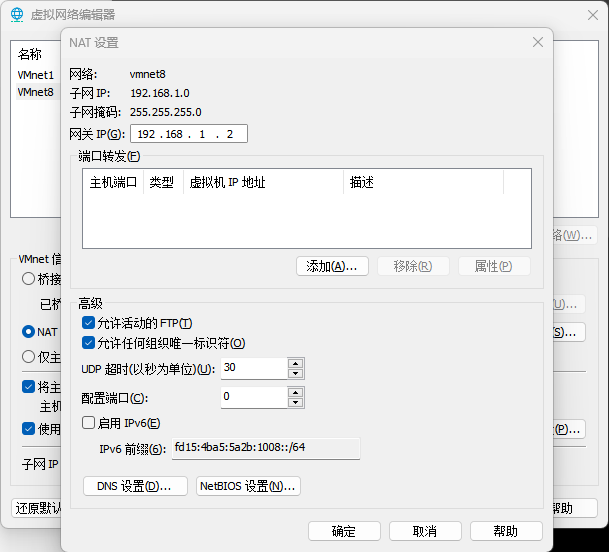 虚拟网络编辑器
名称
VMnet1
VMnet8
NAT 设置
网络: vmnet8
子网 IP: 192.168.1.0
子网掩码: 255.255.255.0
网关 IP(G): 192 . 168 . 1 . 2
端口转发(F)
主机端口 类型 虚拟机 IP 地址 描述
添加(A)... 移除(R) 属性(P)
络(W)...
VMnet 信
桥接
已桥
U)...
NAT
S)...
仅主
将主
主机
使用
P)...
子网 IP
还原默认
帮助
高级
允许活动的 FTP(T)
允许任何组织唯一标识符(O)
UDP 超时(以秒为单位)(U): 30
配置端口(C): 0
启用 IPv6(E)
IPv6 前缀(6): fd15:4ba5:5a2b:1008::/64
DNS 设置(D)... NetBIOS 设置(N)...
确定 取消 帮助